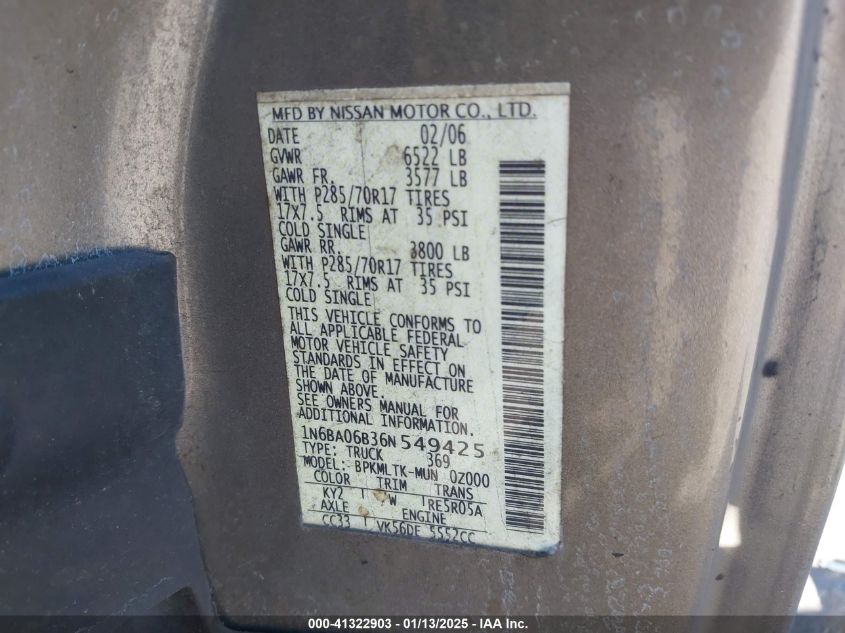 MFD BY NISSAN MOTOR CO., LTD.
DATE 02/06
GVWR 6522 LB
GAWR FR. 3577 LB
WITH P285/70R17 TIRES
17X7.5 RIMS AT 35 PSI
COLD SINGLE
GAWR RR. 3800 LB
WITH P285/70R17 TIRES
17X7.5 RIMS AT 35 PSI
COLD SINGLE
THIS VEHICLE CONFORMS TO
ALL APPLICABLE FEDERAL
MOTOR VEHICLE SAFETY
STANDARDS IN EFFECT ON
THE DATE OF MANUFACTURE
SHOWN ABOVE.
SEE OWNERS MANUAL FOR
ADDITIONAL INFORMATION.
1N6BA06B36N549425
TYPE: TRUCK 369
MODEL: BPKMLTK-MUN 0Z000
COLOR TRIM TRANS
KY2 W RE5R05A
AXLE ENGINE
CC33 VK56DE 5552CC
000-41322903 - 01/13/2025 - IAA Inc.